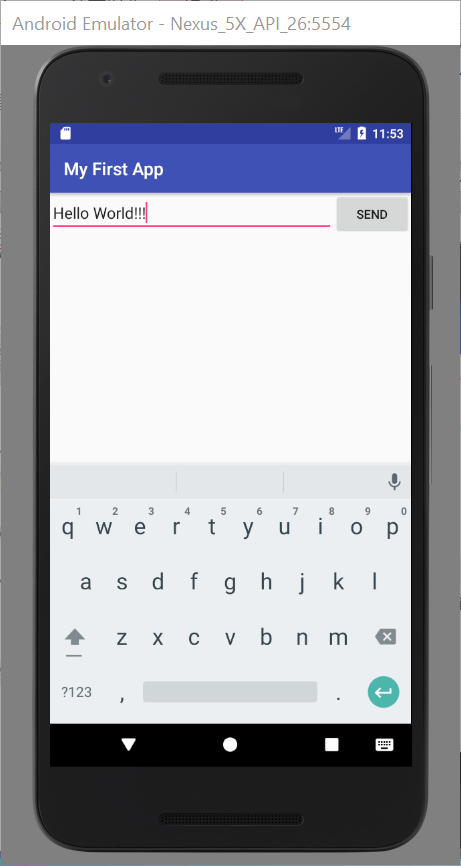 Android Emulator - Nexus_5X_API_26:5554
LTE 11:53
My First App
Hello World!!! SEND
1 2 3 4 5 6 7 8 9 0
q w e r t y u i o p
a s d f g h j k l
z x c v b n m
?123 , .